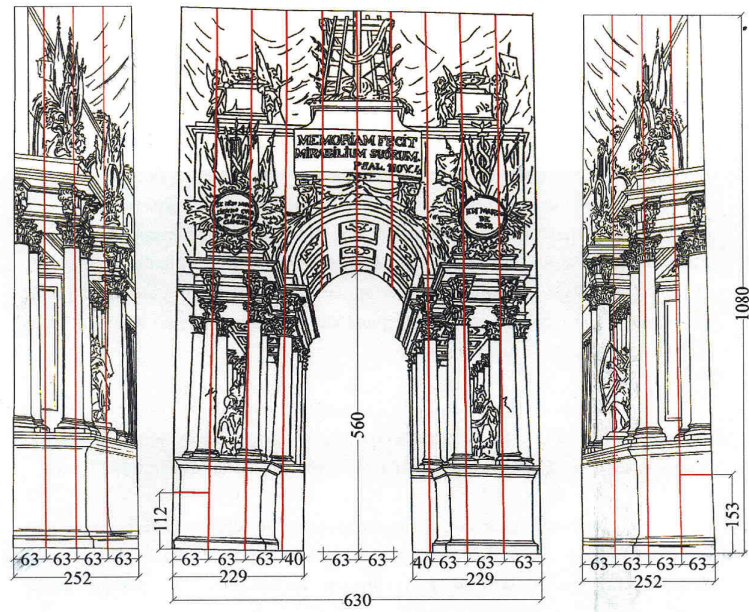 MEMORIAM FECIT
MIRABILIUM SUORUM.
PSAL. 110 V. 4
1080
560
112
153
63 63 63 63
252
63 63 63 40
229
63 63
40 63 63 63
229
630
63 63 63 63
252